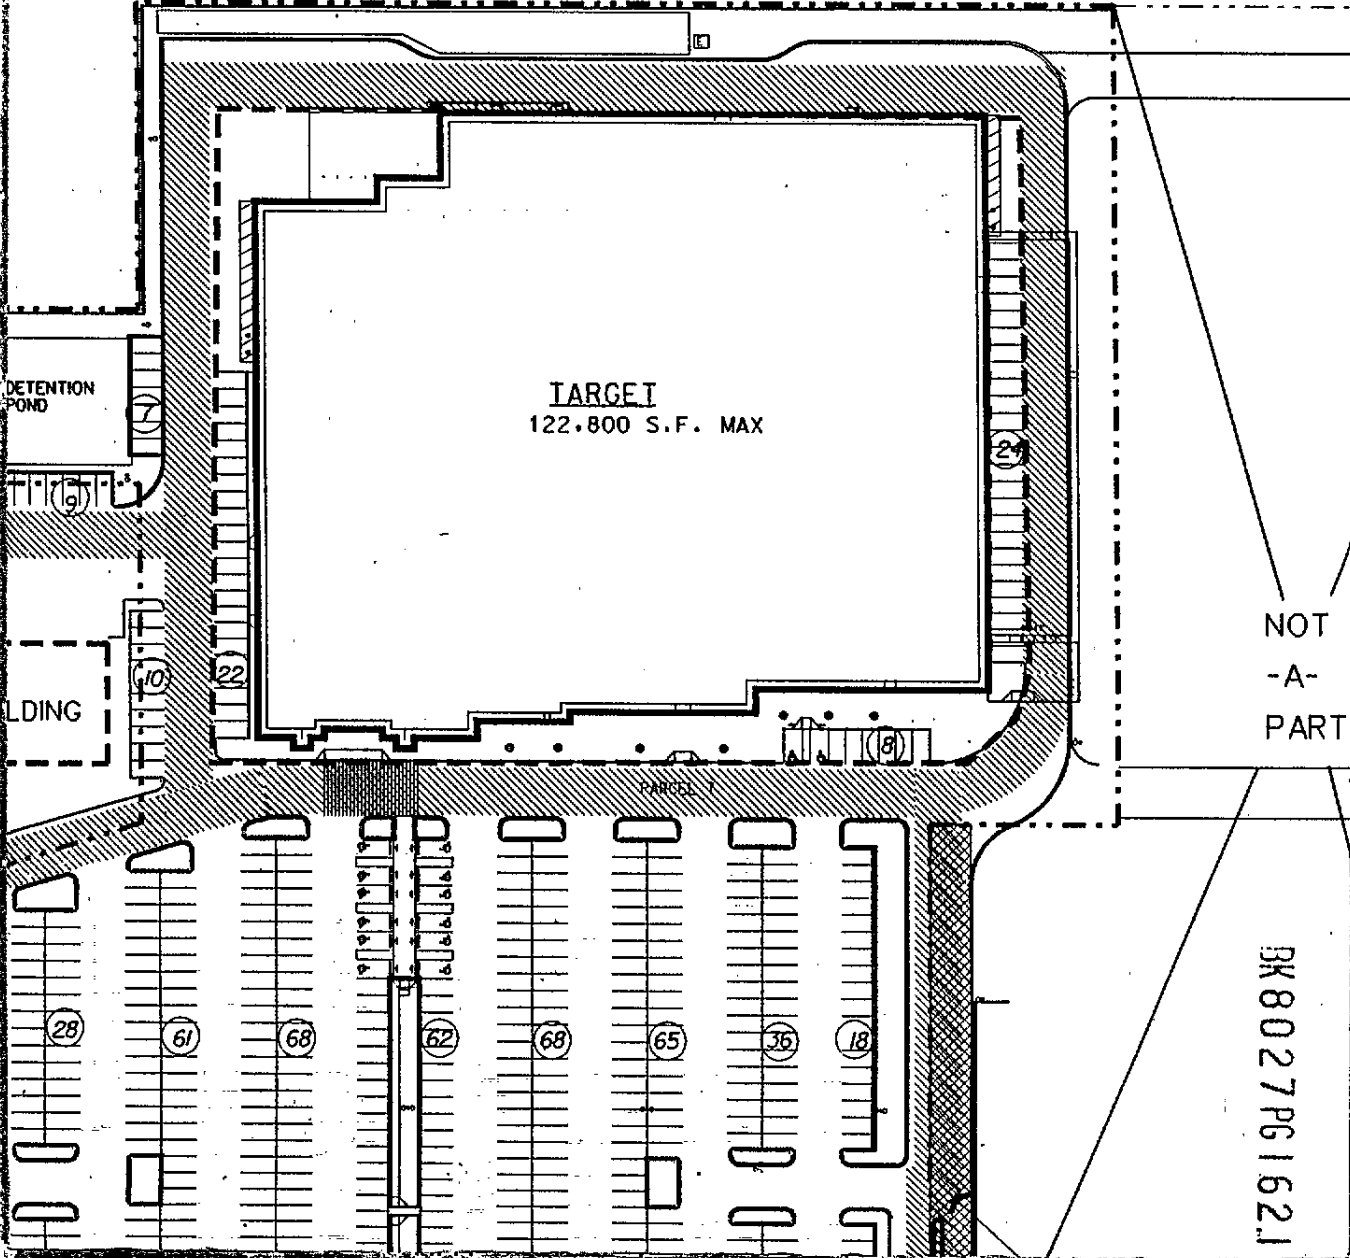 E
TARGET
122,800 S.F. MAX
DETENTION
POND
7
9
24
NOT
-A-
PART
10
22
LDING
8
PARCEL 1
28
61
68
62
68
65
36
18
BK8027PG162